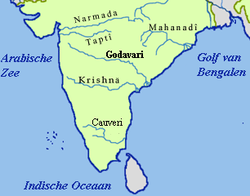 Narmada
Mahanadi
Tapti
Arabische
Zee
Godavari
Golf van
Bengalen
Krishna
Cauveri
Indische Oceaan